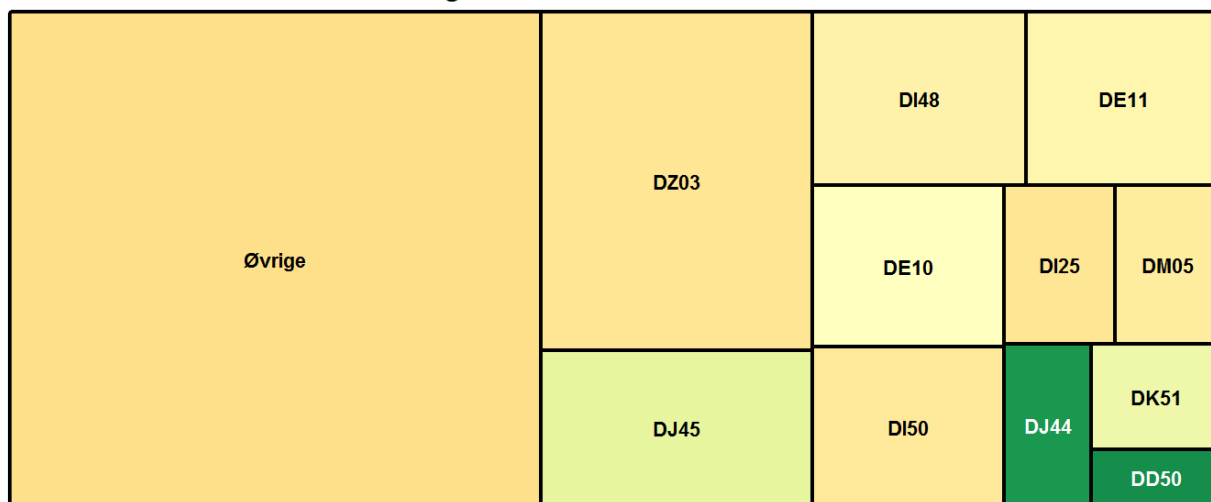 Øvrige
DZ03
DJ45
DI48
DE11
DE10
DI25
DM05
DI50
DJ44
DK51
DD50